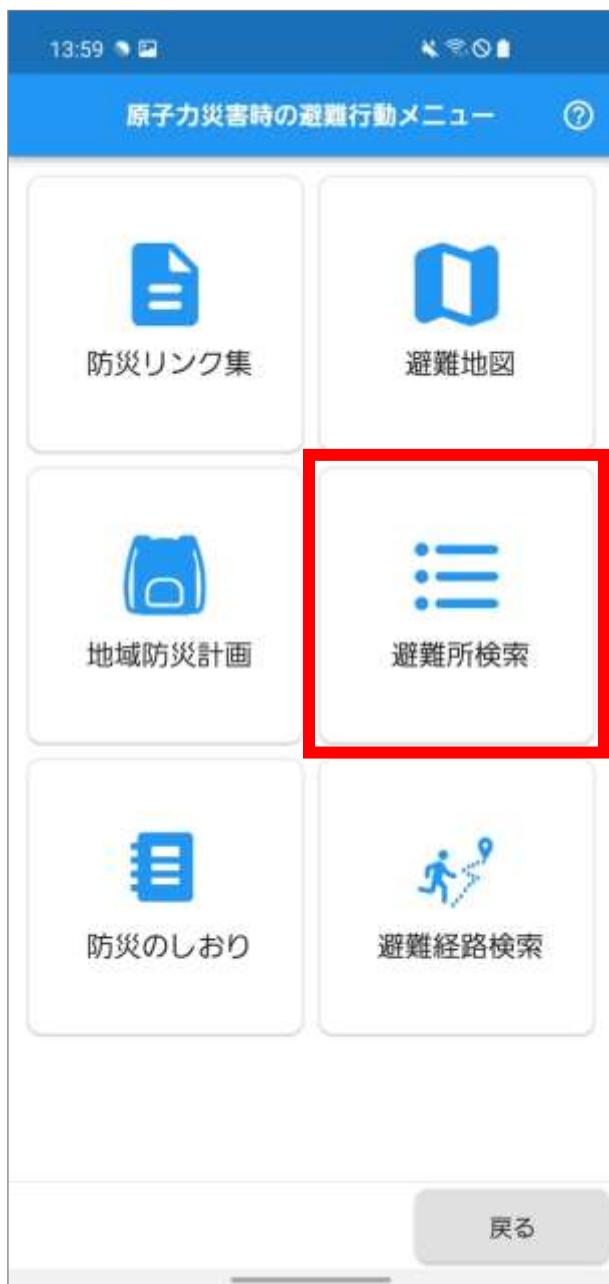 13:59
原子力災害時の避難行動メニュー
防災リンク集
避難地図
地域防災計画
避難所検索
防災のしおり
避難経路検索
戻る